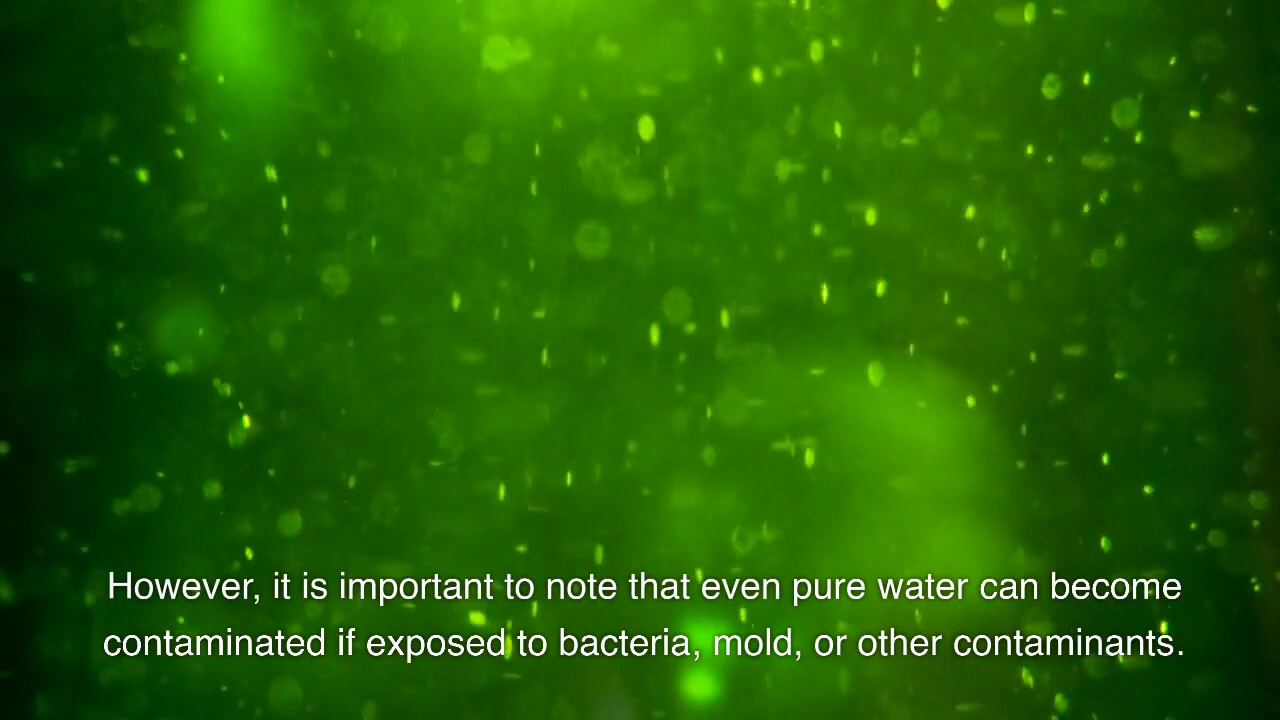 However, it is important to note that even pure water can become
contaminated if exposed to bacteria, mold, or other contaminants.